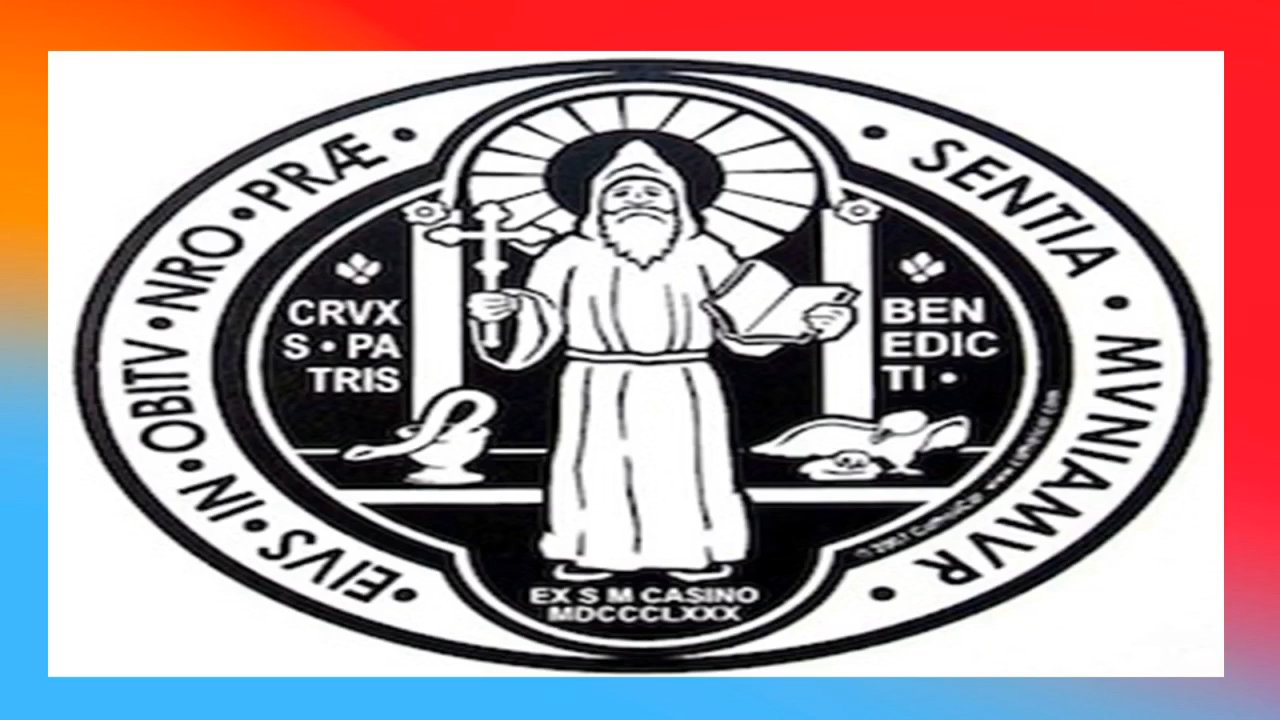 EIVS • IN • OBITV • NRO • PRÆ •
• SENTIA • MVNIAMVR •
CRVX
S • PA
TRIS
BEN
EDIC
TI •
EX S M CASINO
MDCCCLXXX